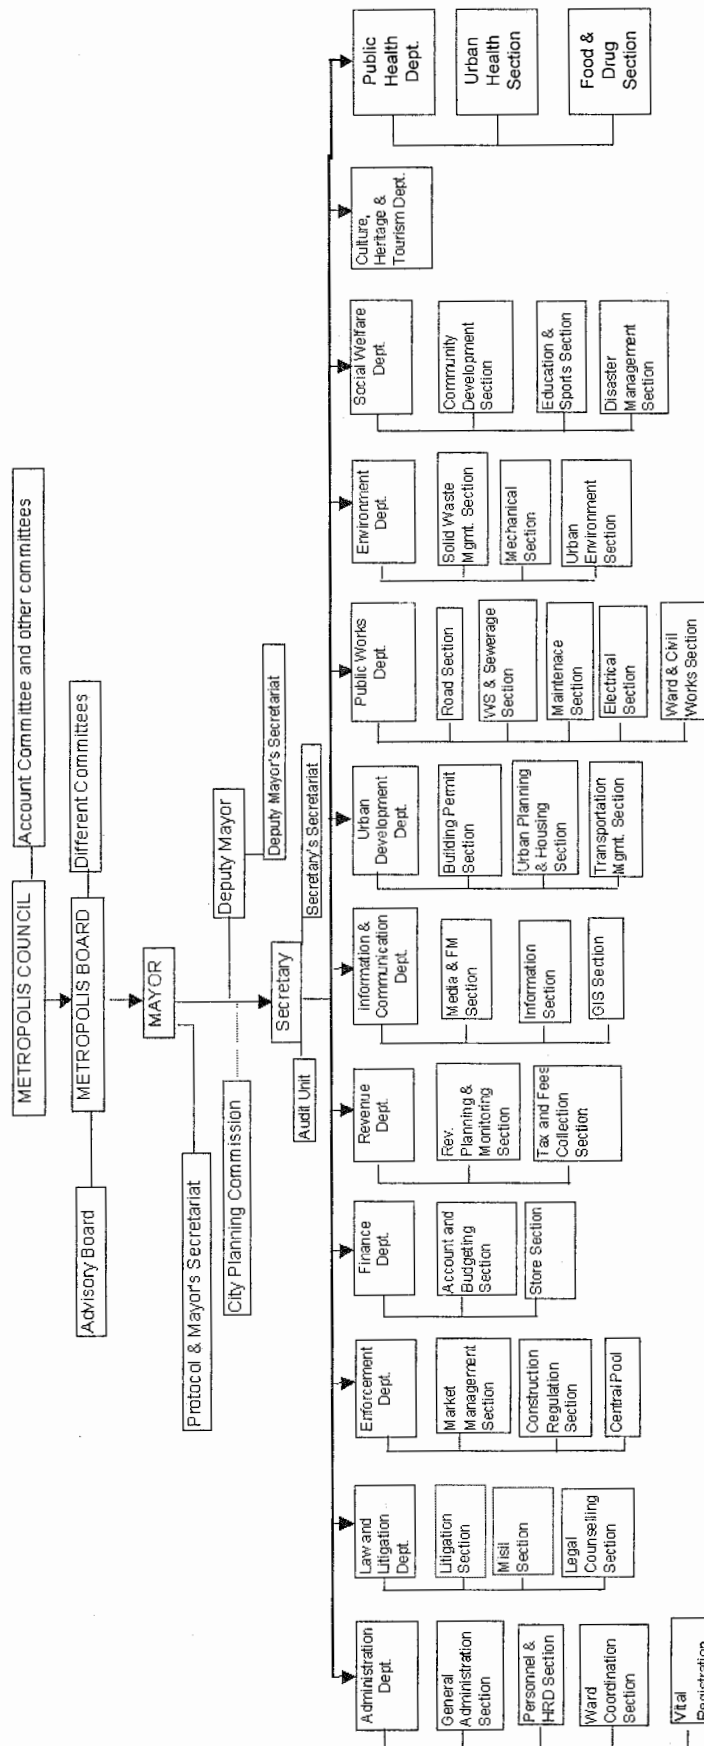 METROPOLIS COUNCIL
Account Committee and other committees
METROPOLIS BOARD
Different Committees
Advisory Board
MAYOR
Protocol & Mayor's Secretariat
Deputy Mayor
Deputy Mayor's Secretariat
City Planning Commission
Secretary
Secretary's Secretariat
Audit Unit
Administration
Dept.
General
Administration
Section
Personnel &
HRD Section
Ward
Coordination
Section
Vital
Registration
Law and
Litigation
Dept.
Litigation
Section
Misil
Section
Legal
Counselling
Section
Enforcement
Dept.
Market
Management
Section
Construction
Regulation
Section
Central Pool
Finance
Dept.
Account and
Budgeting
Section
Store Section
Revenue
Dept.
Rev.
Planning &
Monitoring
Section
Tax and Fees
Collection
Section
Information &
Communication
Dept.
Media & FM
Section
Information
Section
GIS Section
Urban
Development
Dept.
Building Permit
Section
Urban Planning
& Housing
Section
Transportation
Mgmt. Section
Public Works
Dept.
Road Section
WS & Sewerage
Section
Maintenace
Section
Electrical
Section
Ward & Civil
Works Section
Environment
Dept.
Solid Waste
Mgmt. Section
Mechanical
Section
Urban
Environment
Section
Social Welfare
Dept.
Community
Development
Section
Education &
Sports Section
Disaster
Management
Section
Culture,
Heritage &
Tourism Dept.
Public
Health
Dept.
Urban
Health
Section
Food &
Drug
Section